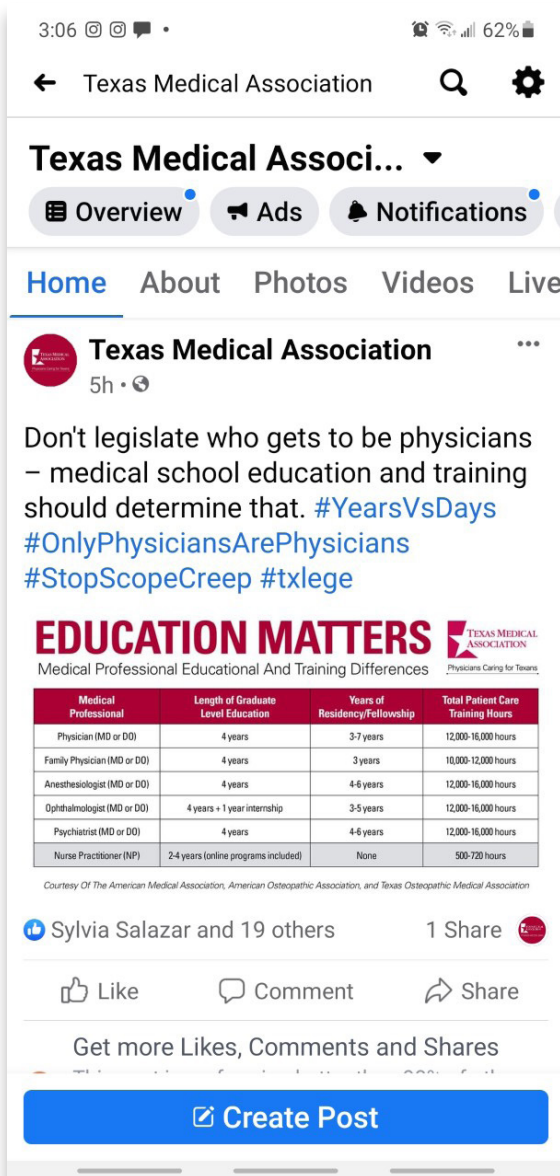 3:06
62%
Texas Medical Association
Texas Medical Associ...
Overview Ads Notifications
Home About Photos Videos Live
Texas Medical Association
5h
Don't legislate who gets to be physicians
– medical school education and training
should determine that. #YearsVsDays
#OnlyPhysiciansArePhysicians
#StopScopeCreep #txlege
EDUCATION MATTERS
TEXAS MEDICAL
ASSOCIATION
Medical Professional Educational And Training Differences
Physicians Caring for Texans
Medical Professional Length of Graduate Level Education Years of Residency/Fellowship Total Patient Care Training Hours
Physician (MD or DO) 4 years 3-7 years 12,000-16,000 hours
Family Physician (MD or DO) 4 years 3 years 10,000-12,000 hours
Anesthesiologist (MD or DO) 4 years 4-6 years 12,000-16,000 hours
Ophthalmologist (MD or DO) 4 years + 1 year internship 3-5 years 12,000-16,000 hours
Psychiatrist (MD or DO) 4 years 4-6 years 12,000-16,000 hours
Nurse Practitioner (NP) 2-4 years (online programs included) None 500-720 hours
Courtesy Of The American Medical Association, American Osteopathic Association, and Texas Osteopathic Medical Association
Sylvia Salazar and 19 others 1 Share
Like Comment Share
Get more Likes, Comments and Shares
Create Post